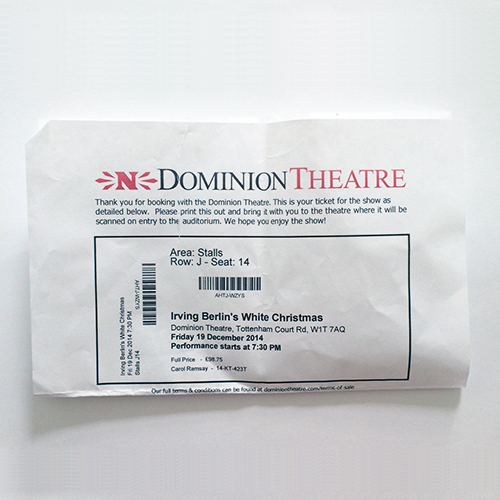 N DOMINION THEATRE
Thank you for booking with the Dominion Theatre. This is your ticket for the show as
detailed below. Please print this out and bring it with you to the theatre where it will be
scanned on entry to the auditorium. We hope you enjoy the show!
Area: Stalls
Row: J - Seat: 14
AHTJ-WZYS
Irving Berlin's White Christmas
Dominion Theatre, Tottenham Court Rd, W1T 7AQ
Friday 19 December 2014
Performance starts at 7:30 PM
Full Price - £98.75
Carol Ramsay - 14-KT-423T
Irving Berlin's White Christmas
Fri 19 Dec 2014 7:30 PM
Stalls J14
Our full terms & conditions can be found at dominiontheatre.com/terms of sale